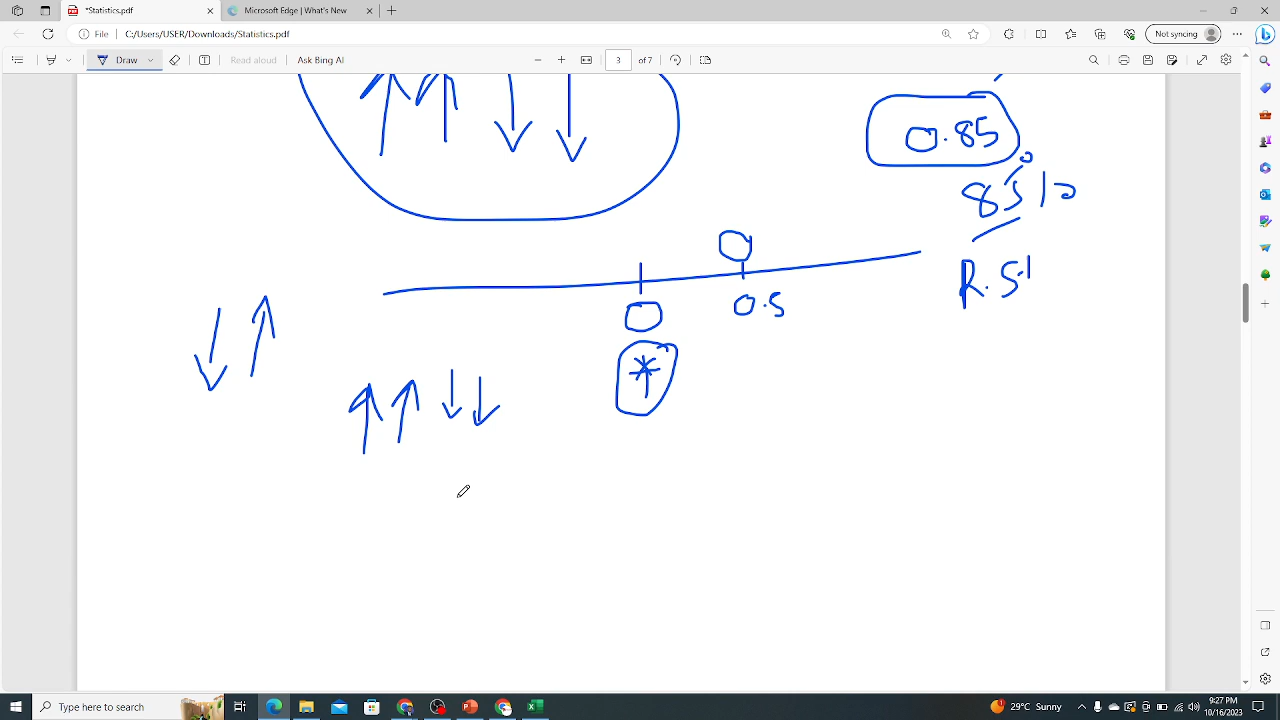 *Statistics.pdf
Microsoft Edge | What's New
File
C:/Users/USER/Downloads/Statistics.pdf
Not syncing
Draw
Read aloud
Ask Bing AI
3 of 7
0.85
0
0.5
R.S
Type here to search
29°C Sunny
9:27 PM
10/16/2023